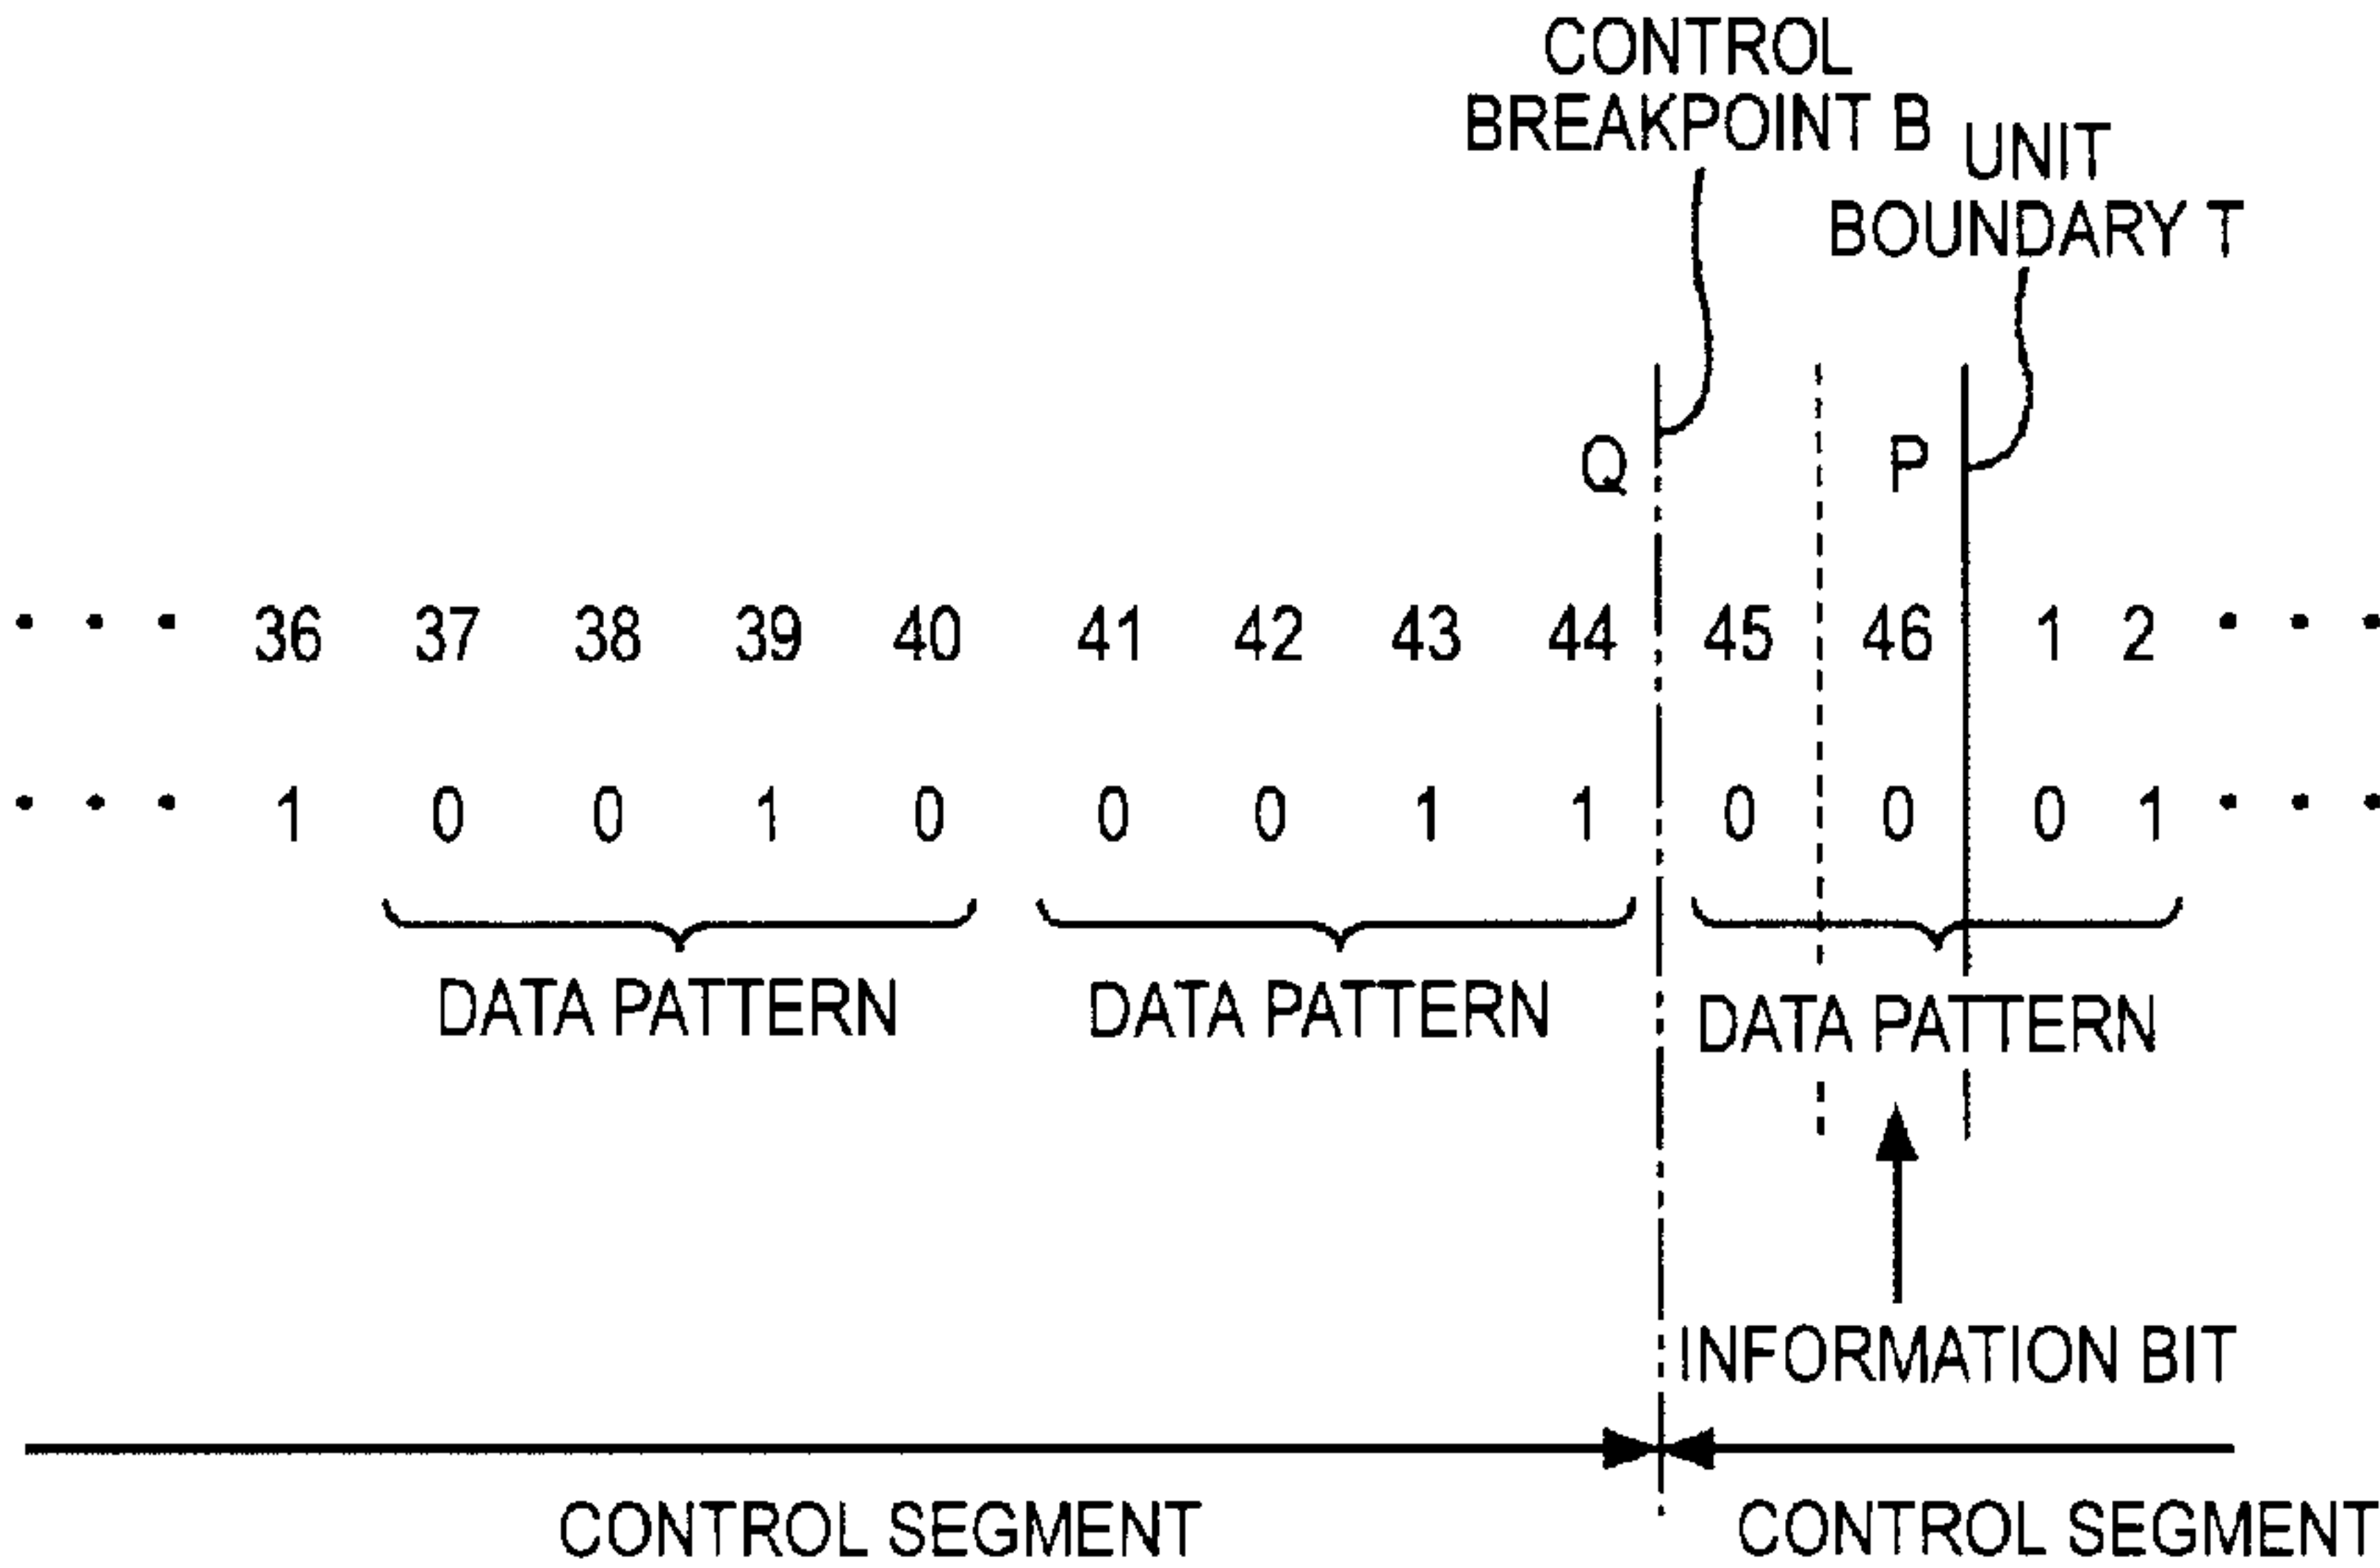 CONTROL
BREAKPOINT B
UNIT
BOUNDARY T
Q P
• • • 36 37 38 39 40 41 42 43 44 45 46 1 2 • • •
• • • 1 0 0 1 0 0 0 1 1 0 0 0 1 • • •
DATA PATTERN DATA PATTERN DATA PATTERN
INFORMATION BIT
CONTROL SEGMENT CONTROL SEGMENT